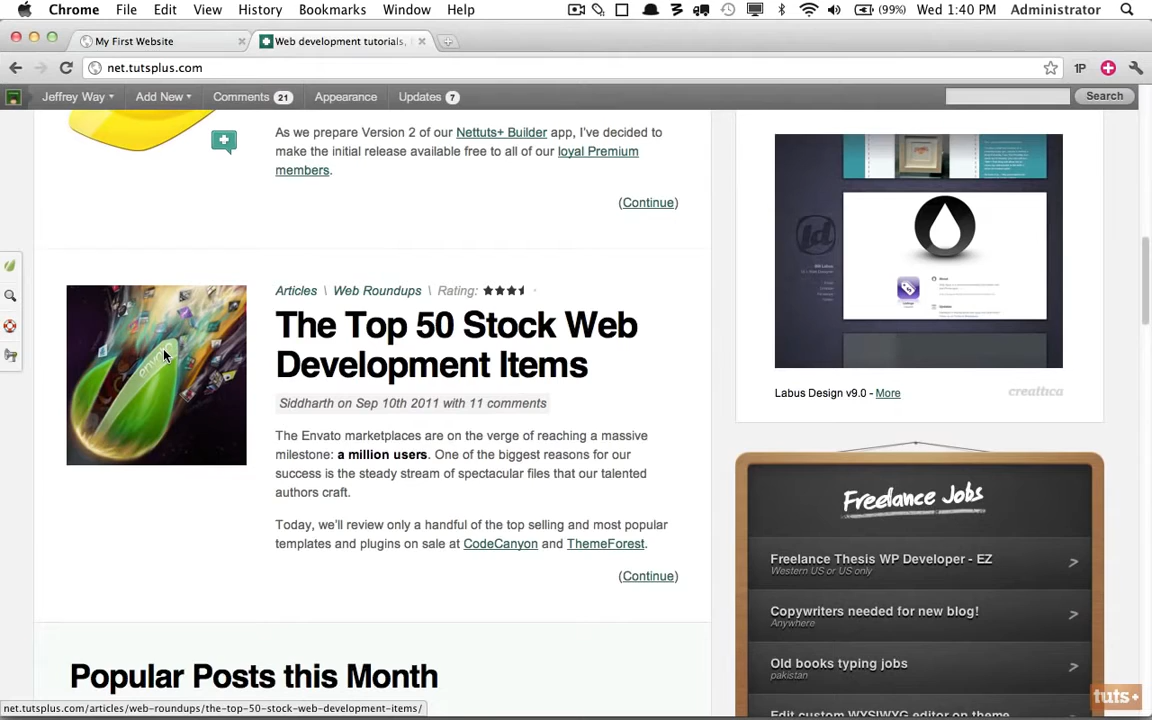 Chrome File Edit View History Bookmarks Window Help (99%) Wed 1:40 PM Administrator
My First Website Web development tutorials,
net.tutsplus.com 1P
Jeffrey Way Add New Comments 21 Appearance Updates 7 Search
As we prepare Version 2 of our Nettuts+ Builder app, I've decided to
make the initial release available free to all of our loyal Premium
members.
(Continue)
Articles \ Web Roundups \ Rating:
The Top 50 Stock Web
Development Items
Siddharth on Sep 10th 2011 with 11 comments
The Envato marketplaces are on the verge of reaching a massive
milestone: a million users. One of the biggest reasons for our
success is the steady stream of spectacular files that our talented
authors craft.
Today, we'll review only a handful of the top selling and most popular
templates and plugins on sale at CodeCanyon and ThemeForest.
(Continue)
Popular Posts this Month
Labus Design v9.0 - More creattica
Freelance Jobs
Freelance Thesis WP Developer - EZ
Western US or US only
Copywriters needed for new blog!
Anywhere
Old books typing jobs
pakistan
Edit custom WYSIWYG editor on theme
tuts+
net.tutsplus.com/articles/web-roundups/the-top-50-stock-web-development-items/